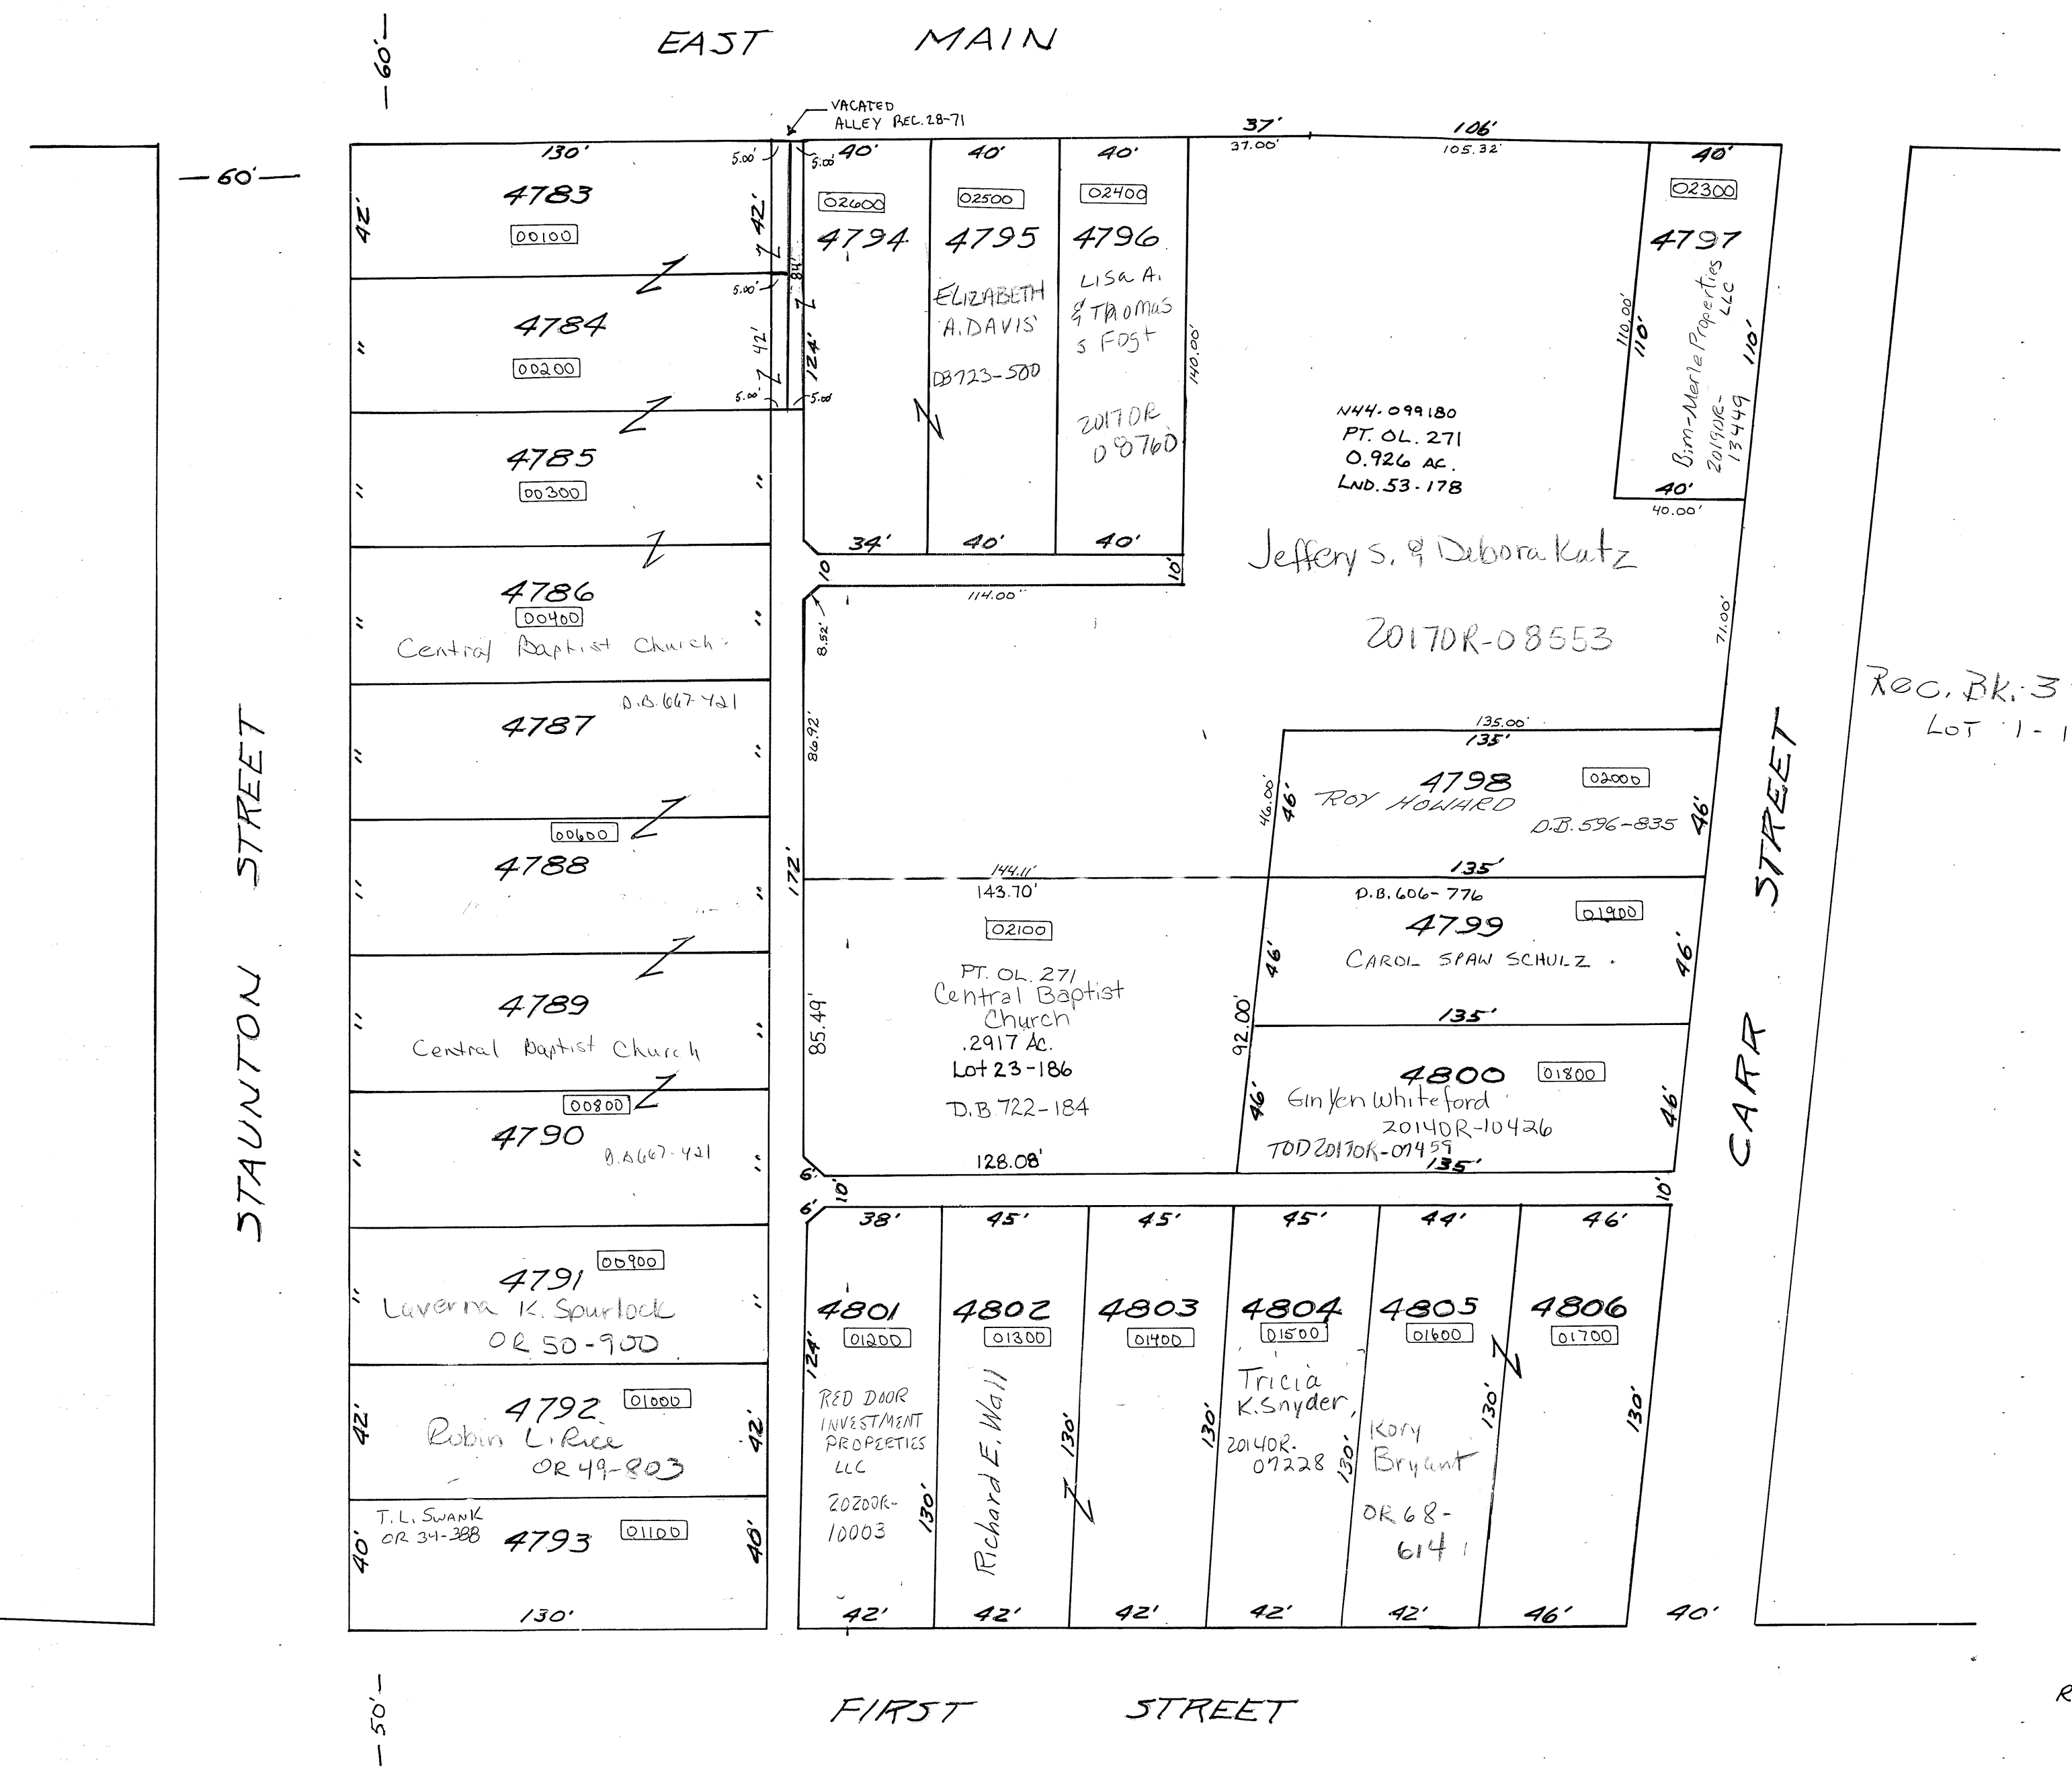 EAST MAIN
—60'—
VACATED
ALLEY REC. 28-71
—60'—
130'
4783
00100
42'
42'
5.00'
5.00'
84'
5.00'
4784
00200
"
42'
124'
5.00'
5.00'
4785
00300
"
"
4786
00400
Central Baptist Church
"
"
D.B. 667-421
4787
"
"
00600
4788
"
"
4789
Central Baptist Church
"
"
00800
4790
D.B. 667-421
"
"
4791
00900
Laverna K. Spurlock
OR 50-900
"
"
4792
01000
Robin L. Rice
OR 49-803
42'
42'
T. L. SWANK
OR 34-388
4793
01100
40'
40'
130'
40'
02600
4794
34'
10'
40'
02500
4795
ELIZABETH
A. DAVIS
DB723-500
40'
40'
02400
4796
LISa A.
& Thomas
S Fogt
2017OR
08760
40'
10'
140.00'
37'
37.00'
106'
105.32'
N44.099180
PT. OL. 271
0.926 AC.
LND. 53-178
Jeffery S. & Debora Katz
2017OR-08553
40'
02300
4797
Bim-Merle Properties
LLC
2019OR-
13449
110.00'
110'
110'
40'
40.00'
71.00'
114.00'
8.52'
86.92'
172'
144.11'
143.70'
02100
PT. OL. 271
Central Baptist
Church
.2917 AC.
Lot 23-186
D.B 722-184
85.49'
128.08'
6'
10'
92.00'
135.00'
135'
4798
02000
ROY HOWARD
D.B. 596-835
46.00'
46'
46'
135'
D.B. 606-776
4799
01900
CAROL SPAW SCHULZ
46'
46'
135'
4800
01800
Ginyen Whiteford
2014OR-10426
TOD 2017OR-07459
46'
46'
135'
10'
6'
38'
4801
01200
124'
RED DOOR
INVESTMENT
PROPERTIES
LLC
2020OR-
10003
130'
42'
45'
4802
01300
Richard E. Wall
130'
42'
45'
4803
01400
130'
42'
45'
4804
01500
Tricia
K. Snyder,
2014OR-
07228
130'
42'
44'
4805
01600
Kory
Bryant
OR 68-
614
130'
42'
46'
4806
01700
130'
46'
40'
STAUNTON STREET
CARR STREET
Rec. Bk. 3
LOT 1-1
—50'—
FIRST STREET
R